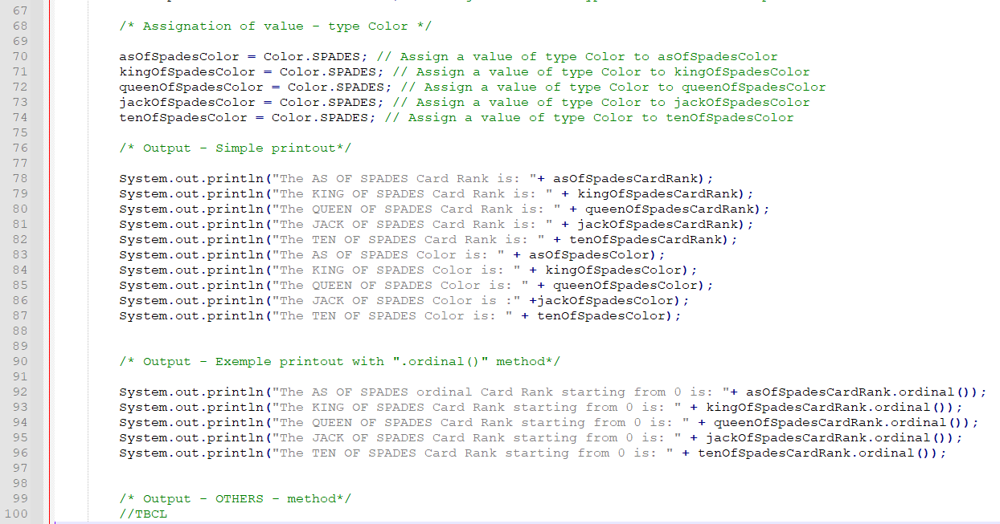 67
68 /* Assignation of value - type Color */
69
70 asOfSpadesColor = Color.SPADES; // Assign a value of type Color to asOfSpadesColor
71 kingOfSpadesColor = Color.SPADES; // Assign a value of type Color to kingOfSpadesColor
72 queenOfSpadesColor = Color.SPADES; // Assign a value of type Color to queenOfSpadesColor
73 jackOfSpadesColor = Color.SPADES; // Assign a value of type Color to jackOfSpadesColor
74 tenOfSpadesColor = Color.SPADES; // Assign a value of type Color to tenOfSpadesColor
75
76 /* Output - Simple printout*/
77
78 System.out.println("The AS OF SPADES Card Rank is: "+ asOfSpadesCardRank);
79 System.out.println("The KING OF SPADES Card Rank is: " + kingOfSpadesCardRank);
80 System.out.println("The QUEEN OF SPADES Card Rank is: " + queenOfSpadesCardRank);
81 System.out.println("The JACK OF SPADES Card Rank is: " + jackOfSpadesCardRank);
82 System.out.println("The TEN OF SPADES Card Rank is: " + tenOfSpadesCardRank);
83 System.out.println("The AS OF SPADES Color is: " + asOfSpadesColor);
84 System.out.println("The KING OF SPADES Color is: " + kingOfSpadesColor);
85 System.out.println("The QUEEN OF SPADES Color is: " + queenOfSpadesColor);
86 System.out.println("The JACK OF SPADES Color is :" +jackOfSpadesColor);
87 System.out.println("The TEN OF SPADES Color is: " + tenOfSpadesColor);
88
89
90 /* Output - Exemple printout with ".ordinal()" method*/
91
92 System.out.println("The AS OF SPADES ordinal Card Rank starting from 0 is: "+ asOfSpadesCardRank.ordinal());
93 System.out.println("The KING OF SPADES Card Rank starting from 0 is: " + kingOfSpadesCardRank.ordinal());
94 System.out.println("The QUEEN OF SPADES Card Rank starting from 0 is: " + queenOfSpadesCardRank.ordinal());
95 System.out.println("The JACK OF SPADES Card Rank starting from 0 is: " + jackOfSpadesCardRank.ordinal());
96 System.out.println("The TEN OF SPADES Card Rank starting from 0 is: " + tenOfSpadesCardRank.ordinal());
97
98
99 /* Output - OTHERS - method*/
100 //TBCL